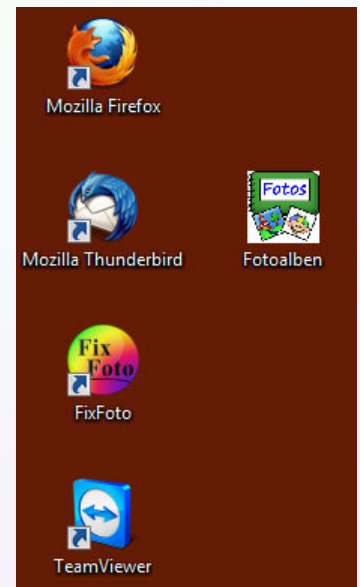 Mozilla Firefox
Mozilla Thunderbird
Fotos
Fotoalben
Fix
Foto
FixFoto
TeamViewer